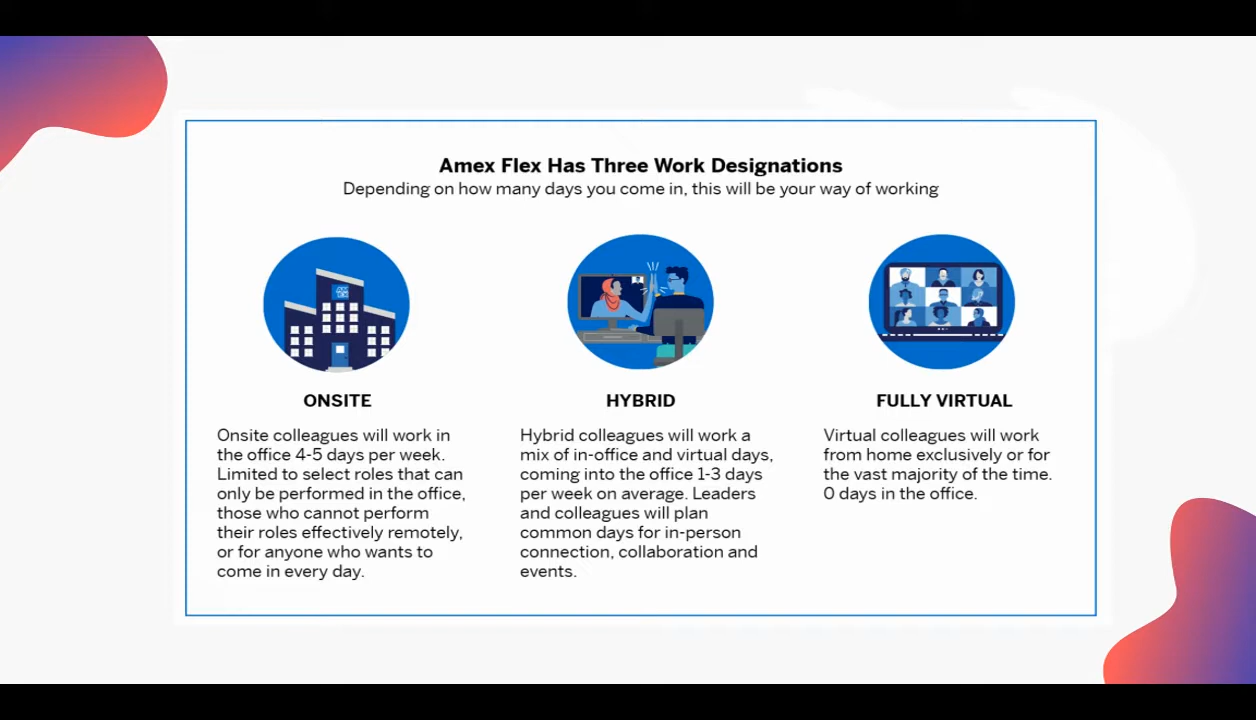 Amex Flex Has Three Work Designations
Depending on how many days you come in, this will be your way of working
ONSITE
Onsite colleagues will work in
the office 4-5 days per week.
Limited to select roles that can
only be performed in the office,
those who cannot perform
their roles effectively remotely,
or for anyone who wants to
come in every day.
HYBRID
Hybrid colleagues will work a
mix of in-office and virtual days,
coming into the office 1-3 days
per week on average. Leaders
and colleagues will plan
common days for in-person
connection, collaboration and
events.
FULLY VIRTUAL
Virtual colleagues will work
from home exclusively or for
the vast majority of the time.
0 days in the office.